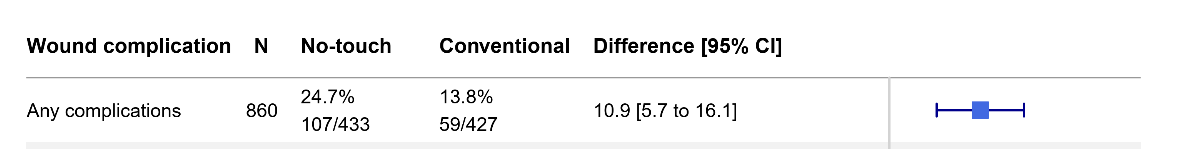 Wound complication N No-touch Conventional Difference [95% CI]
24.7% 13.8%
Any complications 860 10.9 [5.7 to 16.1]
107/433 59/427